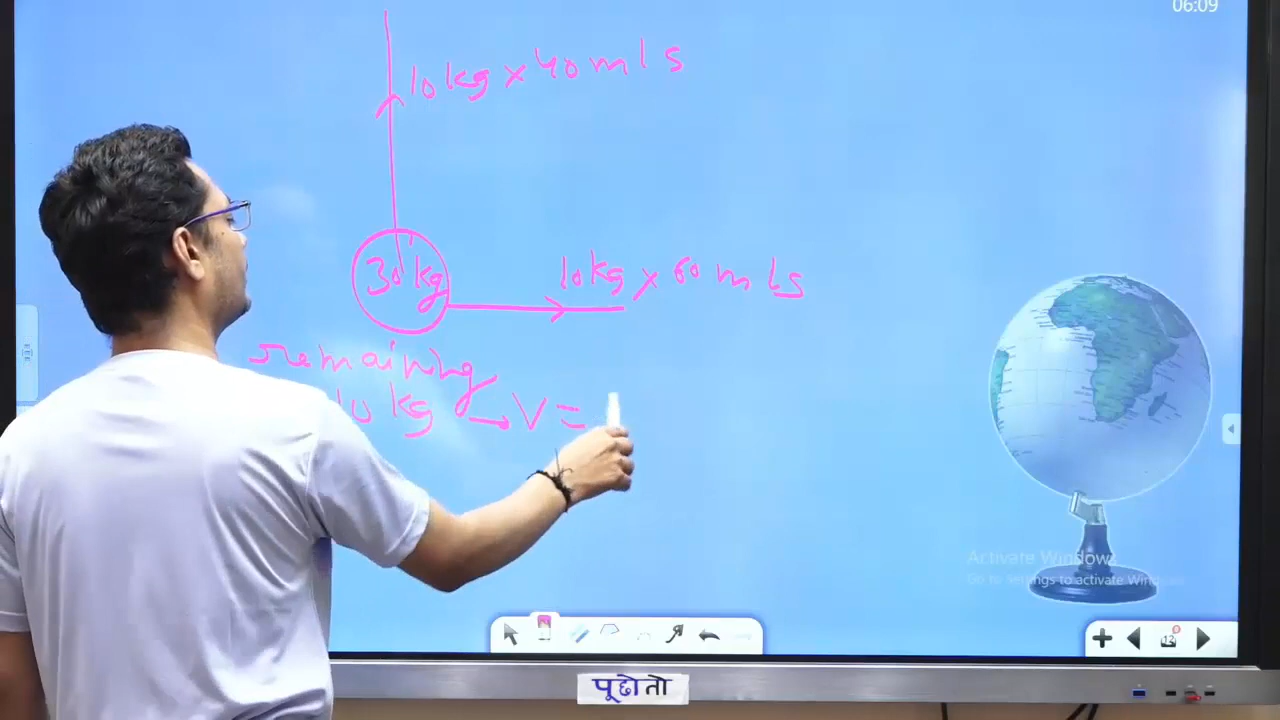 06:09
10kg × 40 m/s
30 kg
10kg × 60 m/s
remaining
10 kg → V =
Activate Windows
Go to settings to activate Windows
12
पूछो तो